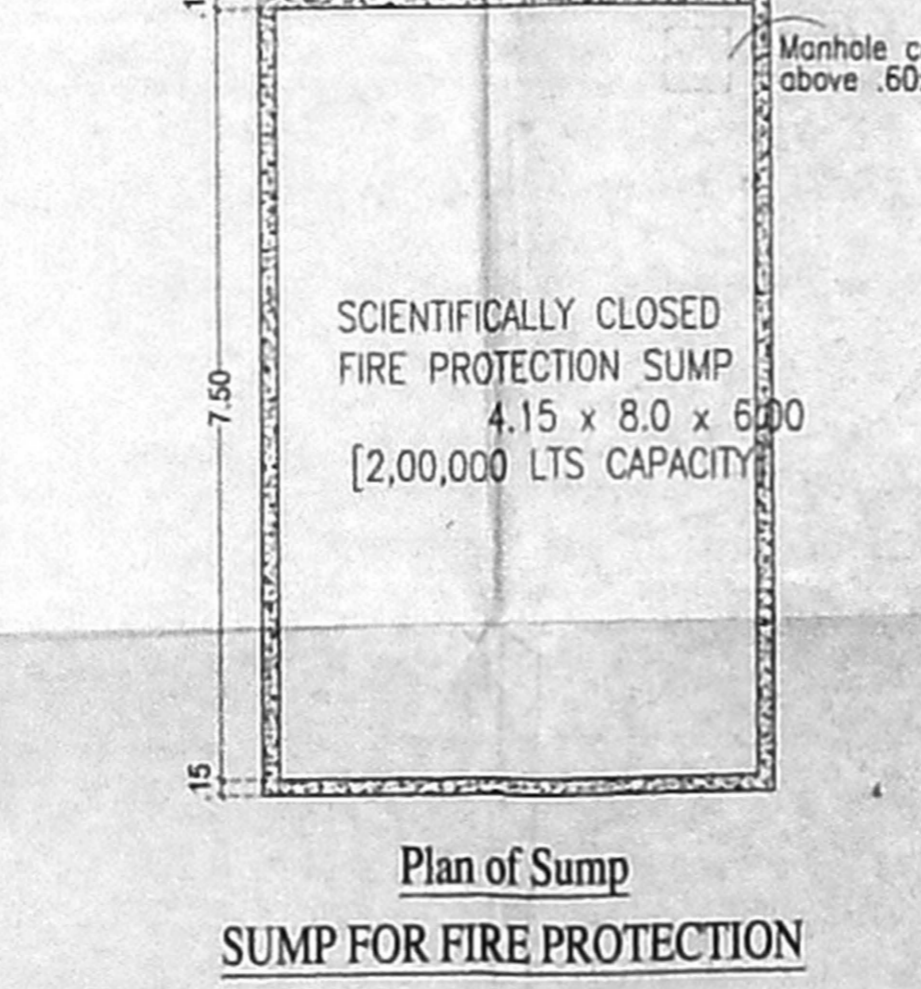 Manhole
above .60
SCIENTIFICALLY CLOSED
FIRE PROTECTION SUMP
4.15 x 8.0 x 6.00
[2,00,000 LTS CAPACITY]
7.50
.15
Plan of Sump
SUMP FOR FIRE PROTECTION